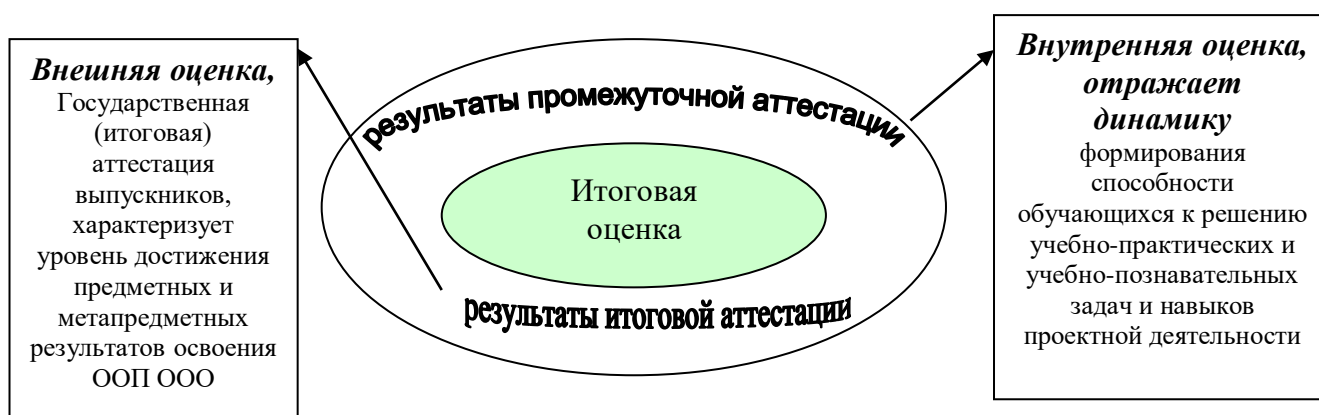 Внешняя оценка,
Государственная
(итоговая)
аттестация
выпускников,
характеризует
уровень достижения
предметных и
метапредметных
результатов освоения
ООП ООО
результаты промежуточной аттестации
Итоговая
оценка
результаты итоговой аттестации
Внутренняя оценка,
отражает
динамику
формирования
способности
обучающихся к решению
учебно-практических и
учебно-познавательных
задач и навыков
проектной деятельности